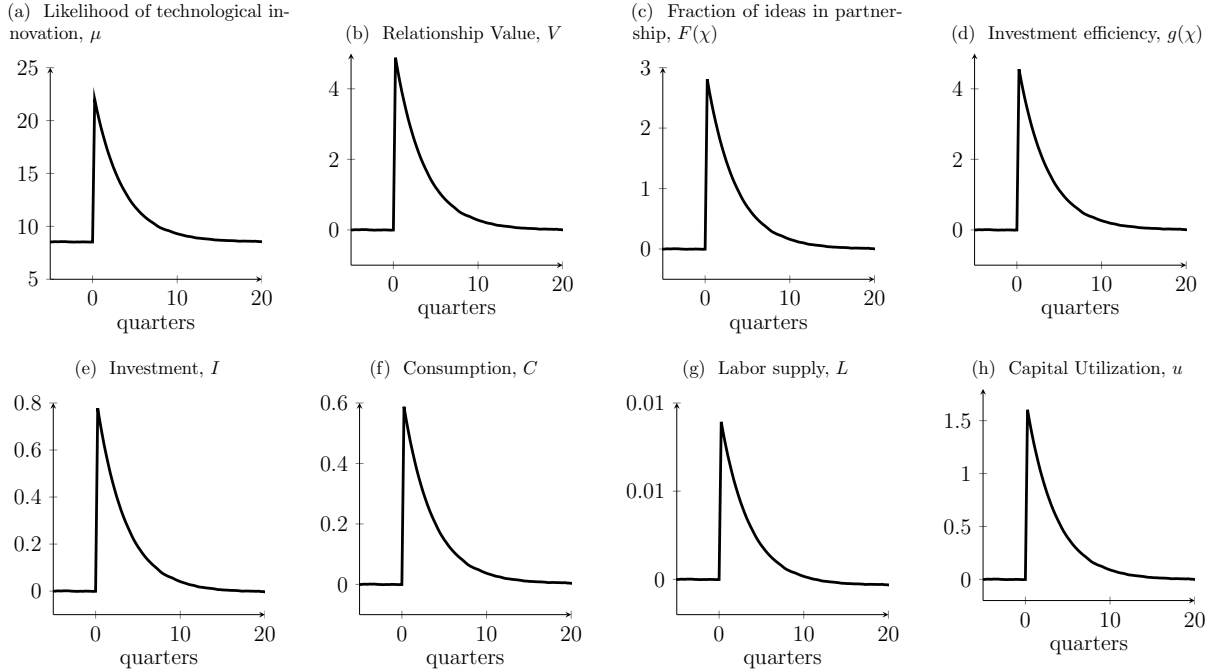 (a) Likelihood of technological in-
novation, μ
25
20
15
10
5
0 10 20
quarters
(b) Relationship Value, V
4
2
0
0 10 20
quarters
(c) Fraction of ideas in partner-
ship, F(χ)
3
2
1
0
0 10 20
quarters
(d) Investment efficiency, g(χ)
4
2
0
0 10 20
quarters
(e) Investment, I
0.8
0.6
0.4
0.2
0
0 10 20
quarters
(f) Consumption, C
0.6
0.4
0.2
0
0 10 20
quarters
(g) Labor supply, L
0.01
0.01
0
0 10 20
quarters
(h) Capital Utilization, u
1.5
1
0.5
0
0 10 20
quarters